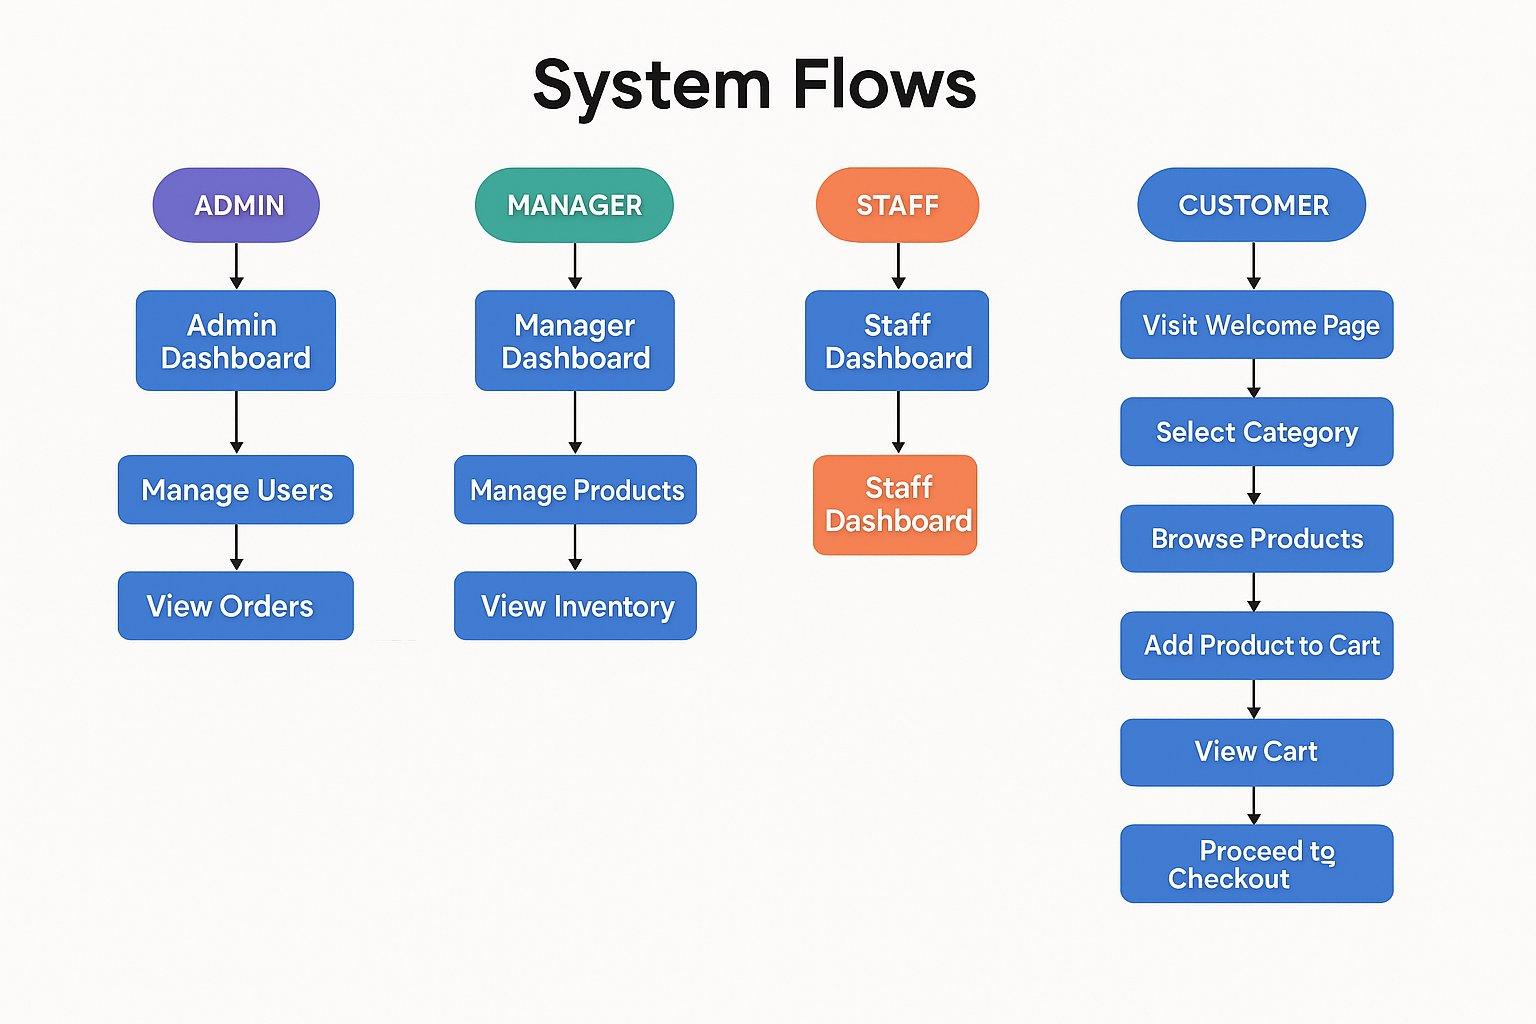 System Flows
ADMIN
Admin
Dashboard
Manage Users
View Orders
MANAGER
Manager
Dashboard
Manage Products
View Inventory
STAFF
Staff
Dashboard
Staff
Dashboard
CUSTOMER
Visit Welcome Page
Select Category
Browse Products
Add Product to Cart
View Cart
Proceed to
Checkout